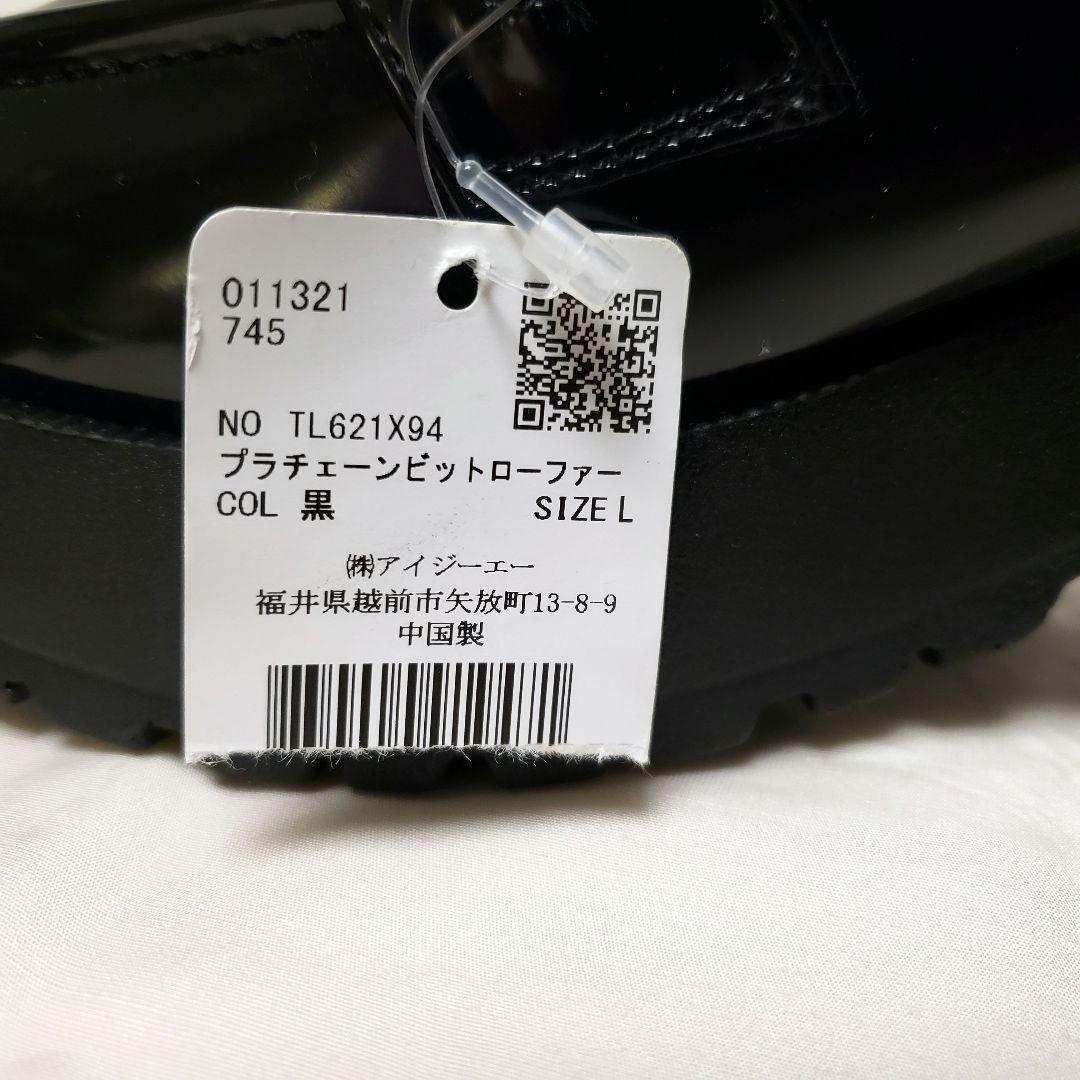 011321
745
NO TL621X94
プラチェーンビットローファー
COL 黒 SIZE L
㈱アイジーエー
福井県越前市矢放町13-8-9
中国製